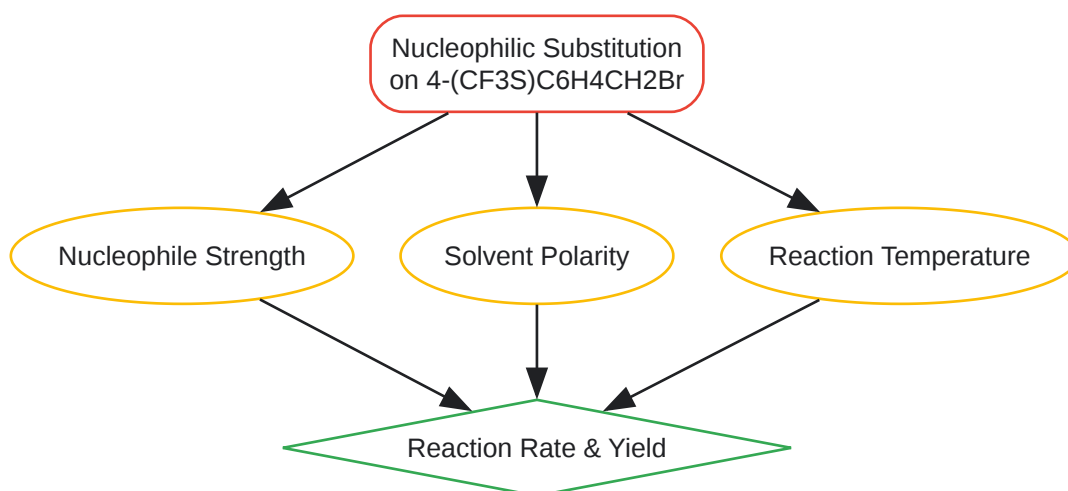 Nucleophilic Substitution
on 4-(CF3S)C6H4CH2Br
Nucleophile Strength
Solvent Polarity
Reaction Temperature
Reaction Rate & Yield